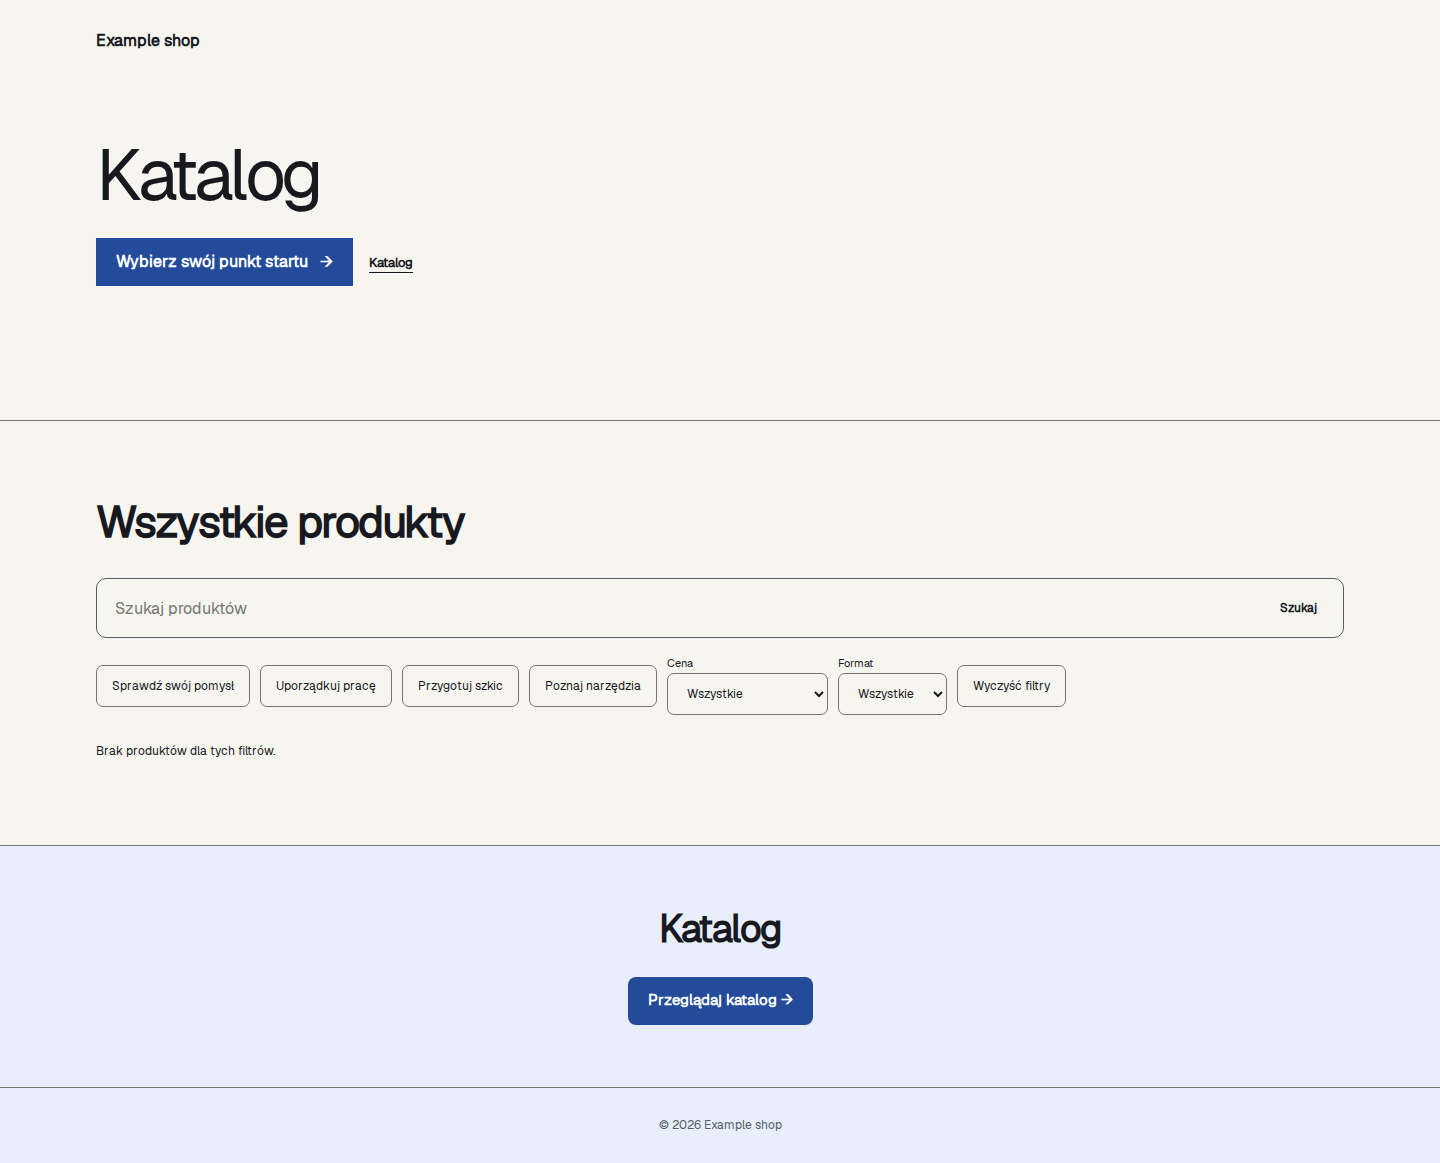 Example shop
Katalog
Wybierz swój punkt startu →
Katalog
Wszystkie produkty
Szukaj produktów
Szukaj
Sprawdź swój pomysł
Uporządkuj pracę
Przygotuj szkic
Poznaj narzędzia
Cena
Wszystkie
Format
Wszystkie
Wyczyść filtry
Brak produktów dla tych filtrów.
Katalog
Przeglądaj katalog →
© 2026 Example shop